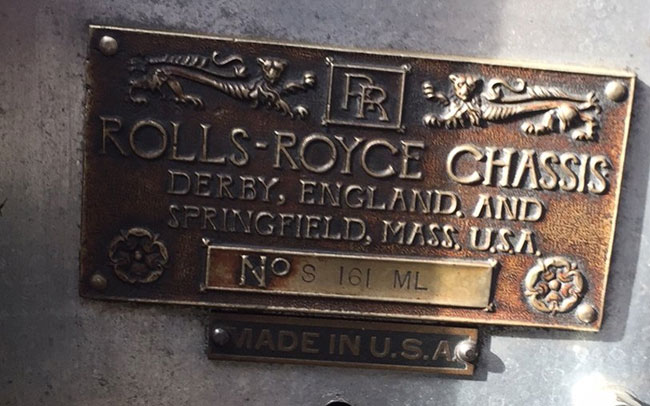 RR
ROLLS-ROYCE CHASSIS
DERBY, ENGLAND, AND
SPRINGFIELD, MASS. U.S.A.
No S 161 ML
MADE IN U.S.A.